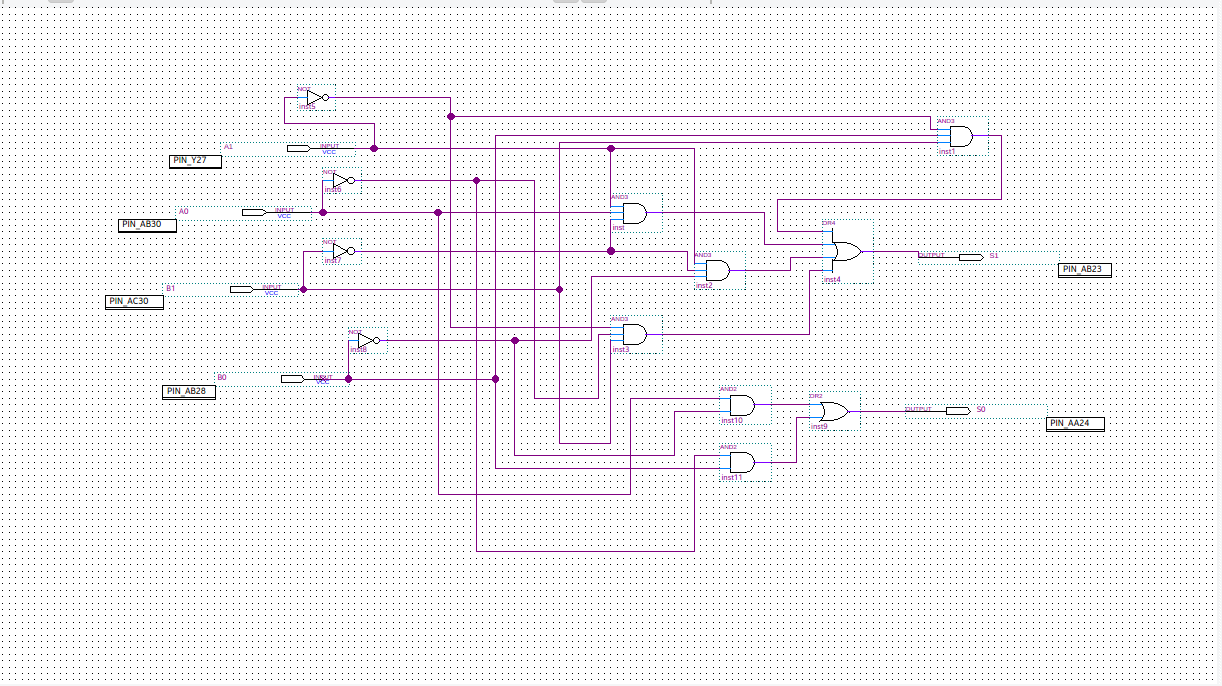 NOT
inst5
AND3
inst1
A1
INPUT
VCC
PIN_Y27
NOT
inst6
A0
INPUT
VCC
PIN_AB30
AND3
inst
OR4
inst4
NOT
inst7
AND3
inst2
OUTPUT
S1
PIN_AB23
B1
INPUT
VCC
PIN_AC30
AND3
inst3
NOT
inst8
B0
INPUT
VCC
PIN_AB28
AND2
inst10
OR2
inst9
OUTPUT
S0
PIN_AA24
AND2
inst11